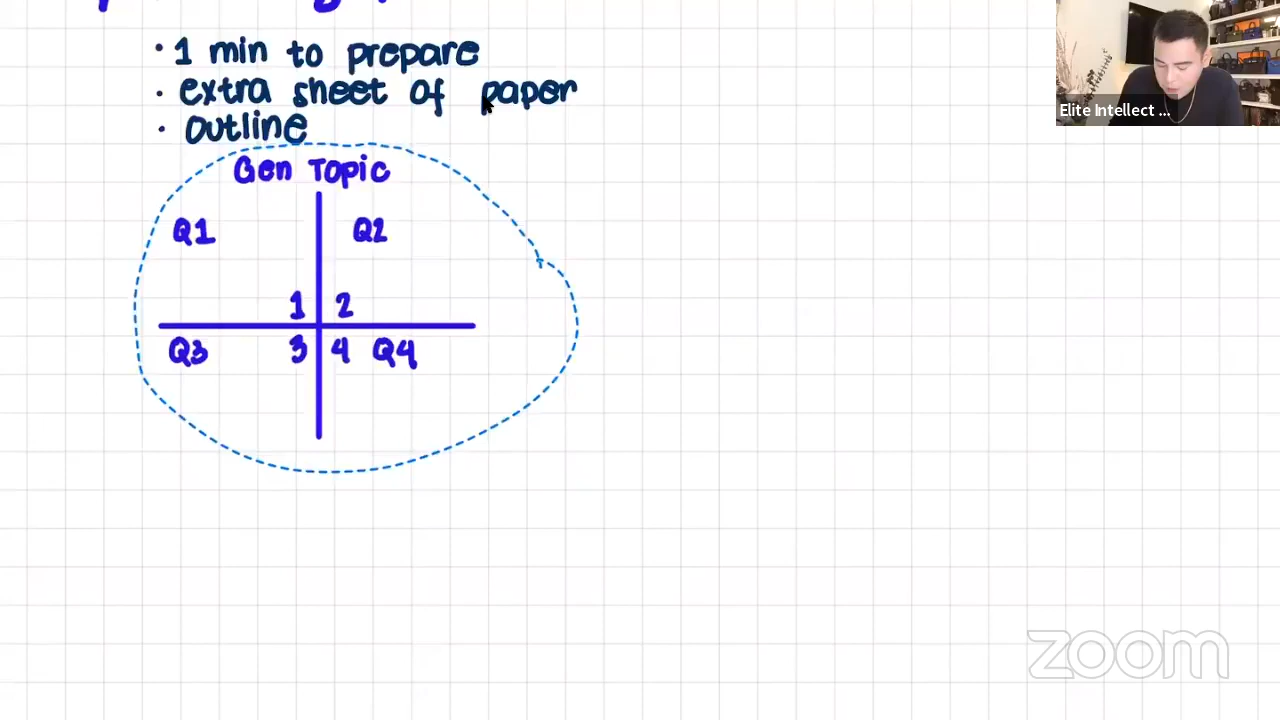 · 1 min to prepare
· extra sheet of paper
· outline
Gen Topic
Q1 Q2
1 2
Q3 3 4 Q4
Elite Intellect ...
zoom